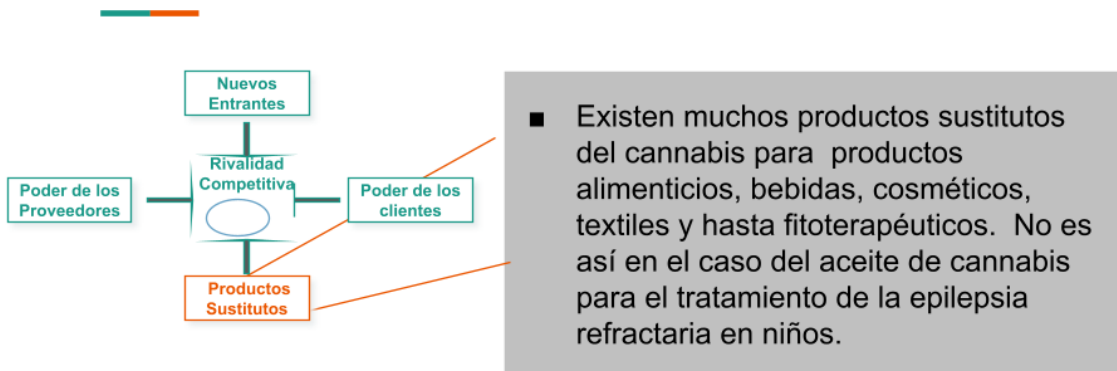 Nuevos
Entrantes
Rivalidad
Competitiva
Poder de los
Proveedores
Poder de los
clientes
Productos
Sustitutos
■ Existen muchos productos sustitutos
del cannabis para productos
alimenticios, bebidas, cosméticos,
textiles y hasta fitoterapéuticos. No es
así en el caso del aceite de cannabis
para el tratamiento de la epilepsia
refractaria en niños.